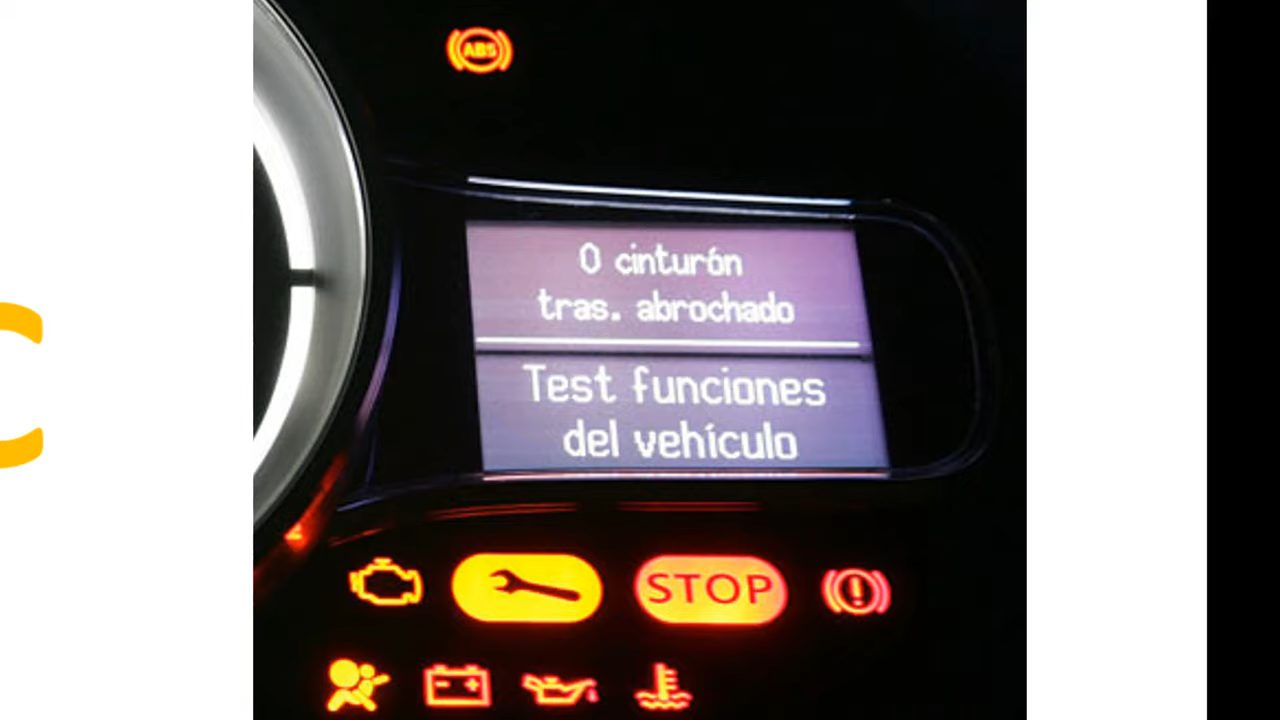 ABS
0 cinturón
tras. abrochado
Test funciones
del vehículo
STOP